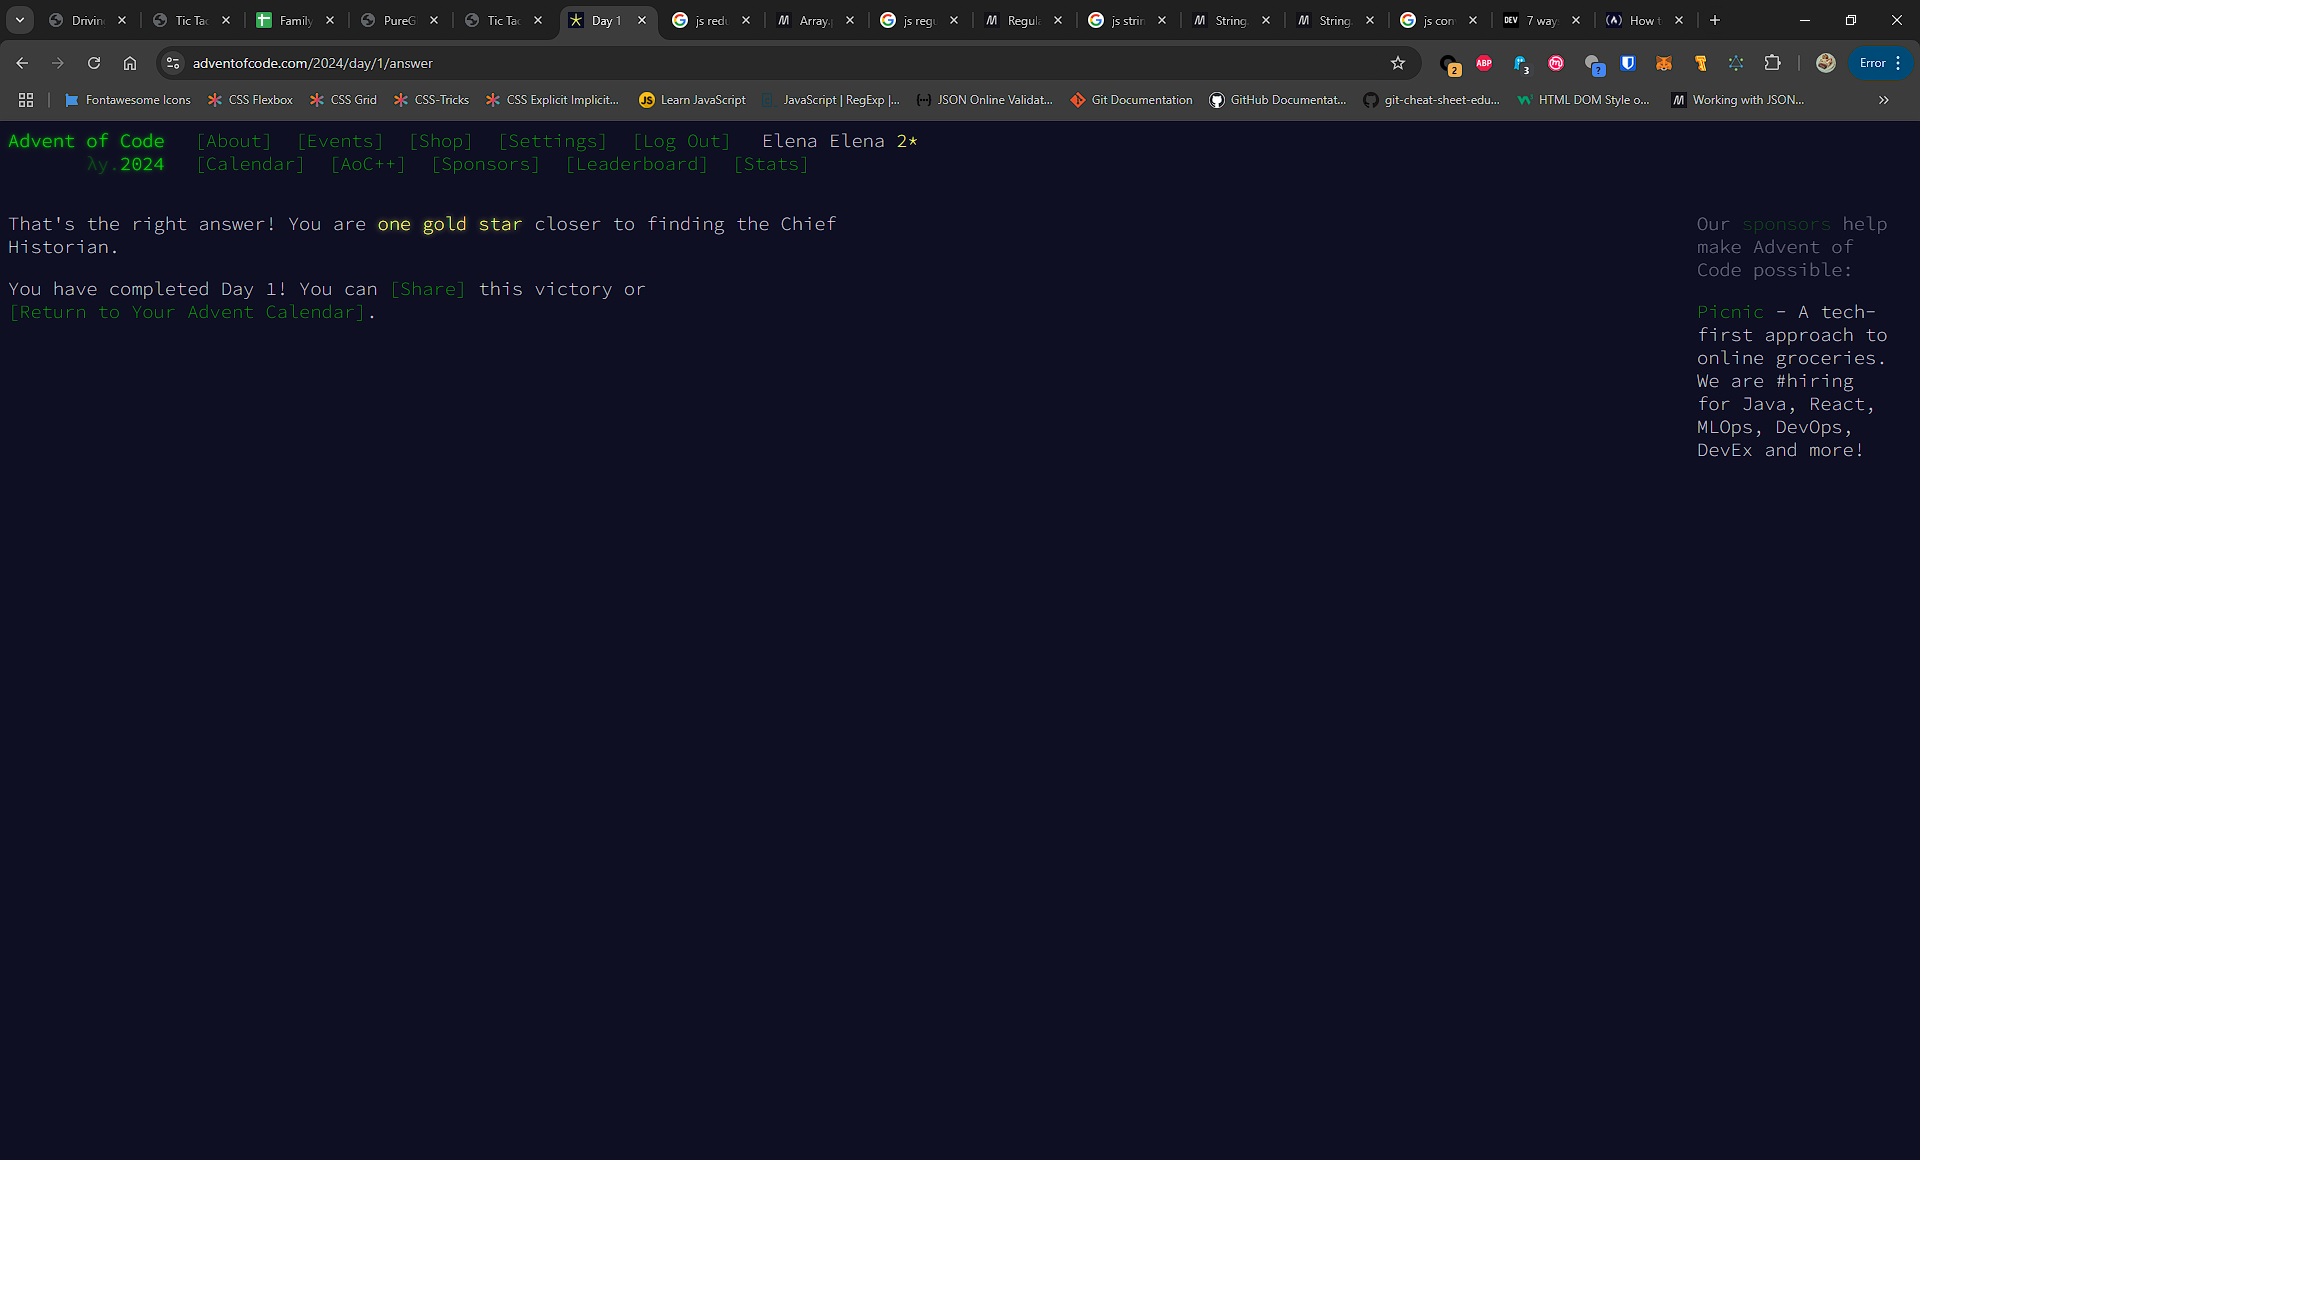 Drivin
Tic Tac
Family
PureG
Tic Tac
Day 1
js redu
Array.p
js regu
Regula
js strin
String.
String.
js con
DEV
7 ways
How t
adventofcode.com/2024/day/1/answer
2
ABP
3
?
Error
Fontawesome Icons
CSS Flexbox
CSS Grid
CSS-Tricks
CSS Explicit Implicit...
JS Learn JavaScript
JavaScript | RegExp |...
JSON Online Validat...
Git Documentation
GitHub Documentat...
git-cheat-sheet-edu...
HTML DOM Style o...
Working with JSON...
Advent of Code [About] [Events] [Shop] [Settings] [Log Out] Elena Elena 2*
λy.2024 [Calendar] [AoC++] [Sponsors] [Leaderboard] [Stats]
That's the right answer! You are one gold star closer to finding the Chief
Historian.
You have completed Day 1! You can [Share] this victory or
[Return to Your Advent Calendar].
Our sponsors help
make Advent of
Code possible:
Picnic - A tech-
first approach to
online groceries.
We are #hiring
for Java, React,
MLOps, DevOps,
DevEx and more!